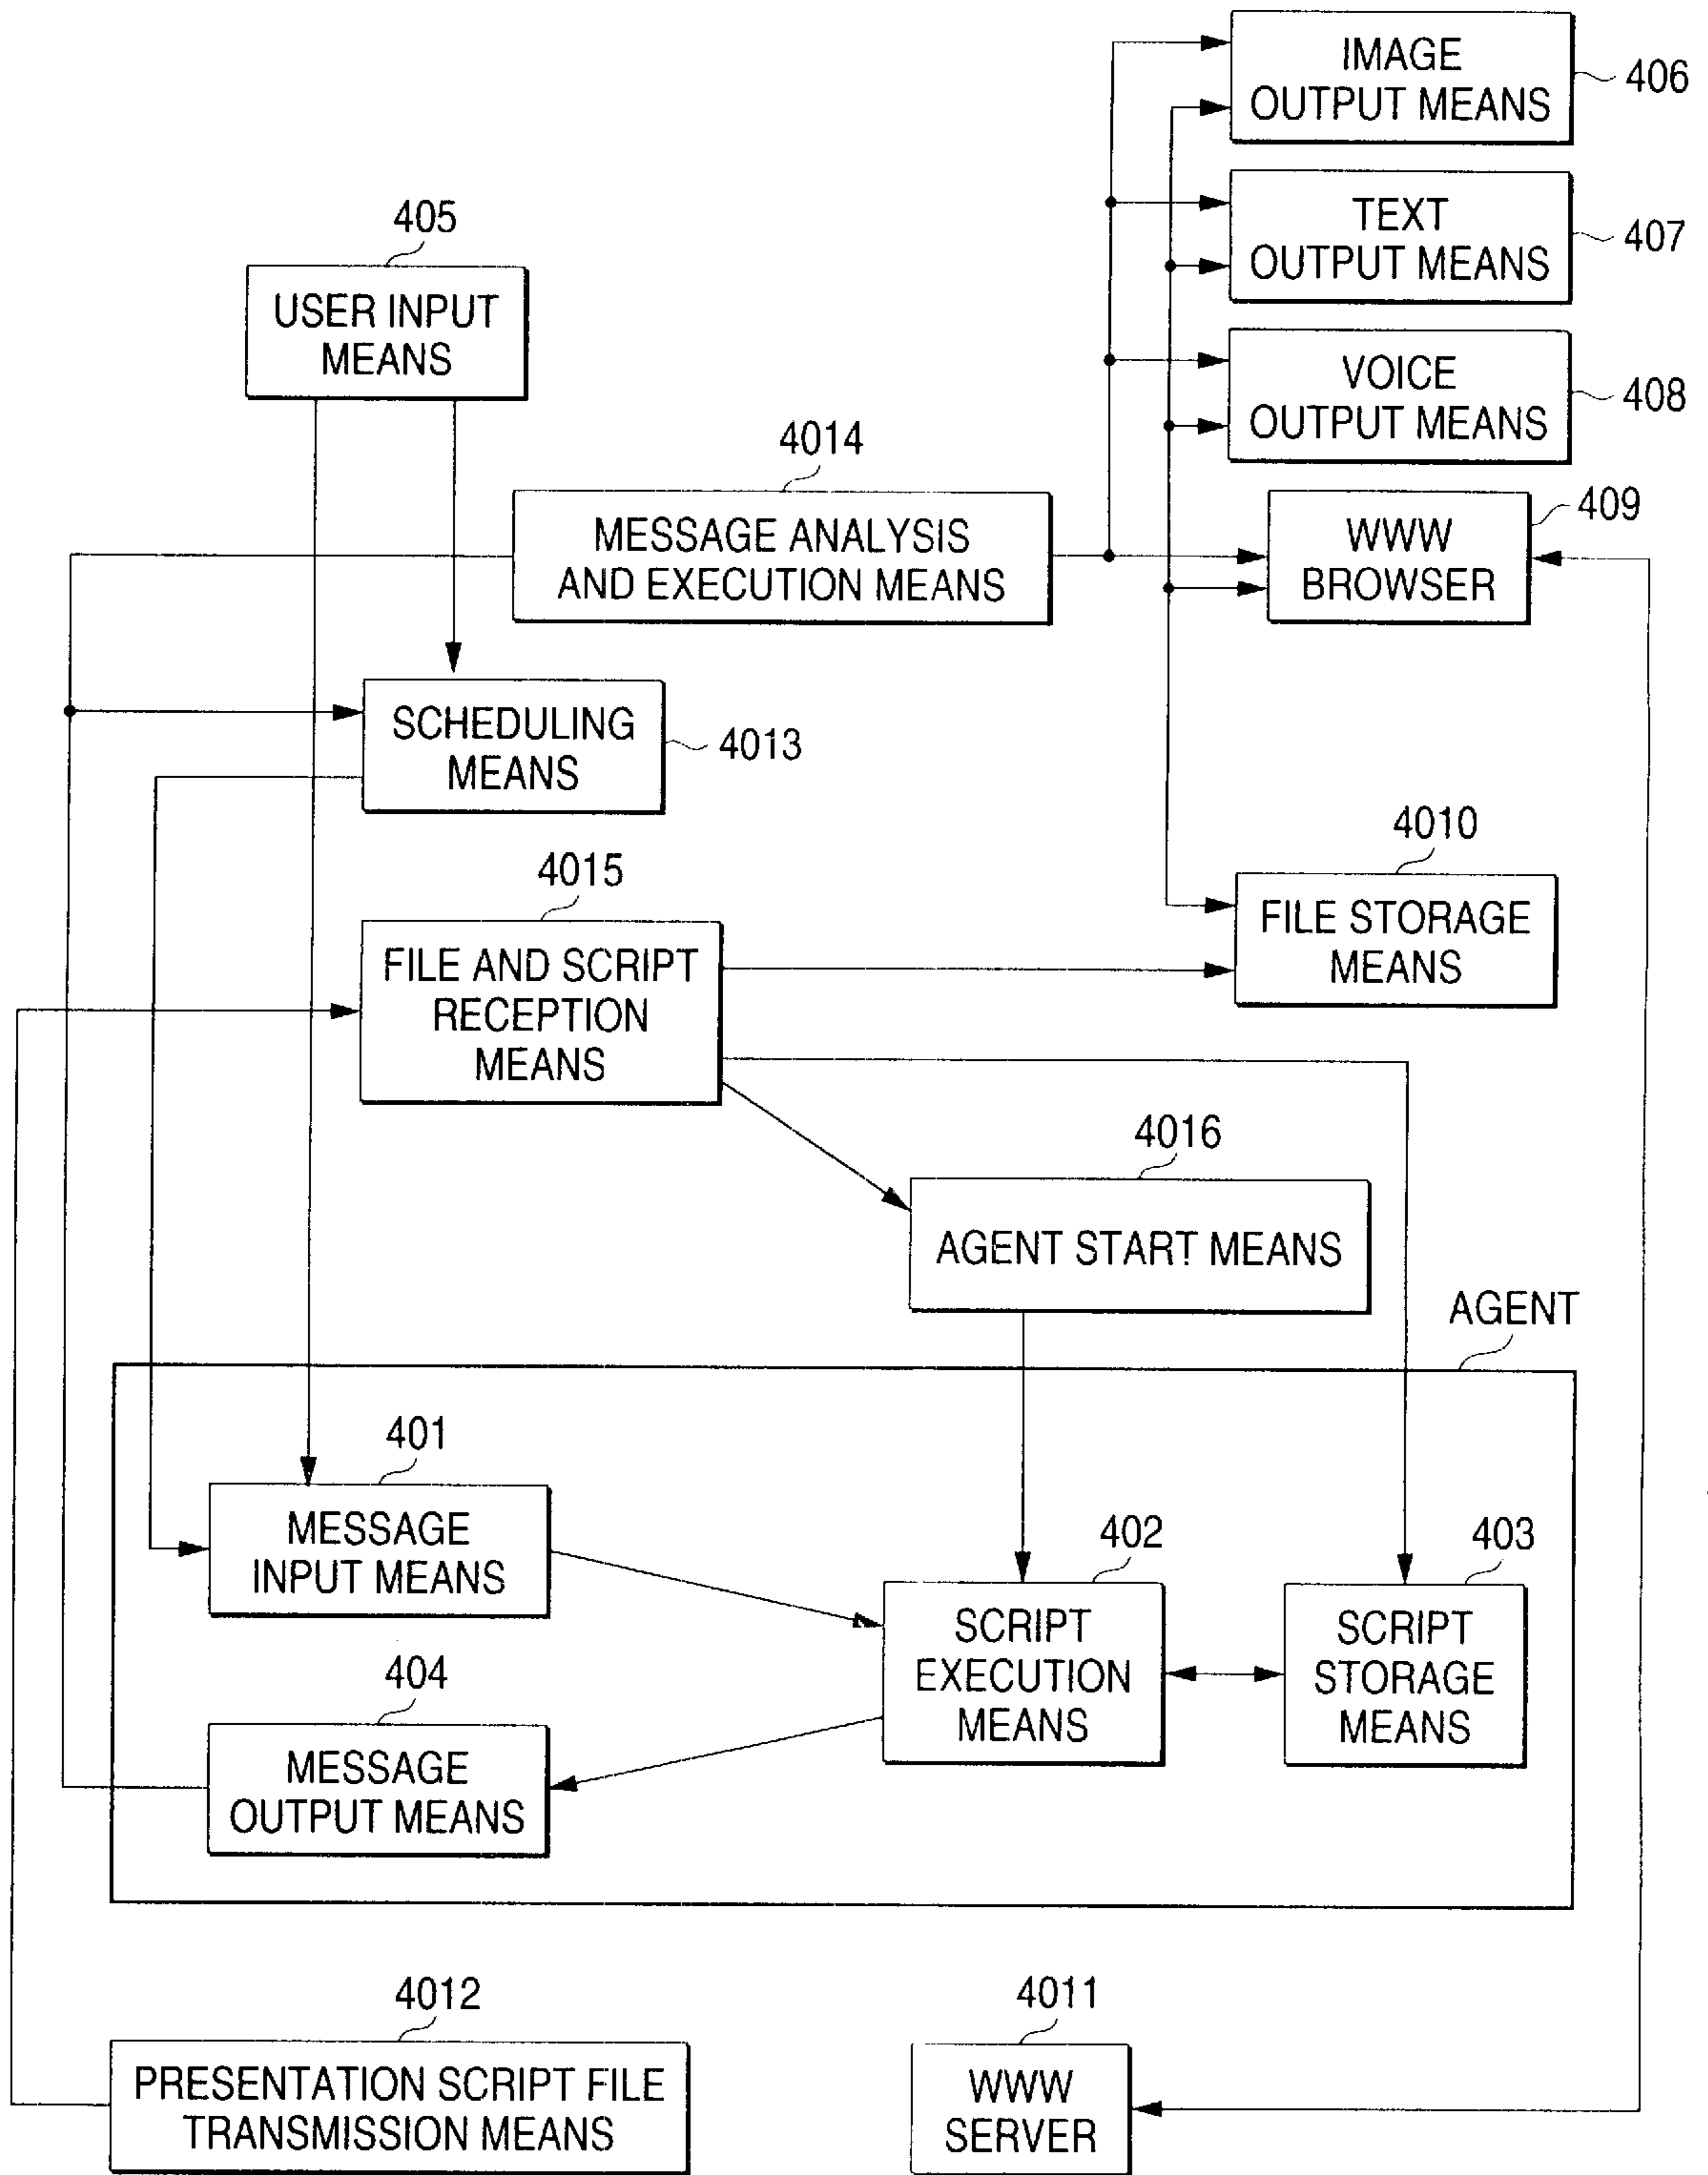 IMAGE
OUTPUT MEANS
406
TEXT
OUTPUT MEANS
407
405
USER INPUT
MEANS
VOICE
OUTPUT MEANS
408
4014
MESSAGE ANALYSIS
AND EXECUTION MEANS
409
WWW
BROWSER
SCHEDULING
MEANS
4013
4010
FILE STORAGE
MEANS
4015
FILE AND SCRIPT
RECEPTION
MEANS
4016
AGENT START MEANS
AGENT
401
MESSAGE
INPUT MEANS
402
SCRIPT
EXECUTION
MEANS
403
SCRIPT
STORAGE
MEANS
404
MESSAGE
OUTPUT MEANS
4012
PRESENTATION SCRIPT FILE
TRANSMISSION MEANS
4011
WWW
SERVER